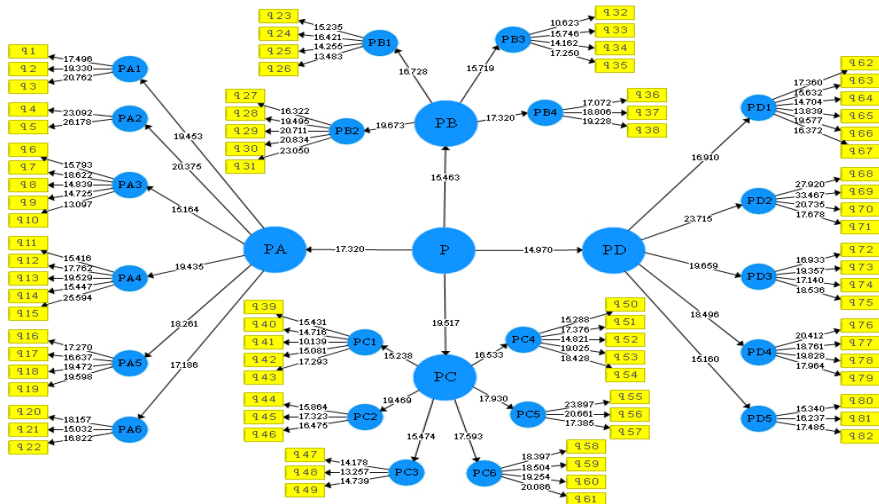 q1
17.496
q2
19.330
q3
20.762
PA1
q4
23.092
q5
26.178
PA2
q6
15.793
q7
18.622
q8
14.839
q9
14.725
q10
13.097
PA3
q11
15.416
q12
17.762
q13
19.529
q14
15.447
q15
25.594
PA4
q16
17.270
q17
16.637
q18
19.472
q19
19.598
PA5
q20
18.157
q21
15.032
q22
16.822
PA6
19.453
20.375
15.164
19.435
18.261
17.186
PA
17.320
P
15.463
14.970
19.517
q23
15.235
q24
18.421
q25
14.255
q26
13.483
PB1
q27
16.322
q28
19.495
q29
20.711
q30
20.834
q31
23.050
PB2
16.728
15.719
19.673
17.320
PB
PB3
10.623
q32
15.746
q33
14.162
q34
17.250
q35
PB4
17.072
q36
18.806
q37
19.228
q38
q39
15.431
q40
14.716
q41
10.139
q42
15.081
q43
17.293
PC1
q44
15.864
q45
17.323
q46
16.475
PC2
q47
14.178
q48
13.257
q49
14.739
PC3
15.238
19.469
15.474
16.533
17.930
17.593
PC
PC4
15.288
q50
17.376
q51
14.821
q52
19.025
q53
18.428
q54
PC5
23.897
q55
20.661
q56
17.385
q57
PC6
18.397
q58
18.504
q59
19.254
q60
20.086
q61
PD
16.910
23.715
19.659
18.496
15.160
PD1
17.360
q62
15.632
q63
14.704
q64
13.839
q65
19.577
q66
16.372
q67
PD2
27.920
q68
33.467
q69
20.735
q70
17.678
q71
PD3
16.933
q72
19.357
q73
17.140
q74
18.536
q75
PD4
20.412
q76
18.761
q77
19.828
q78
17.964
q79
PD5
15.340
q80
16.237
q81
17.485
q82